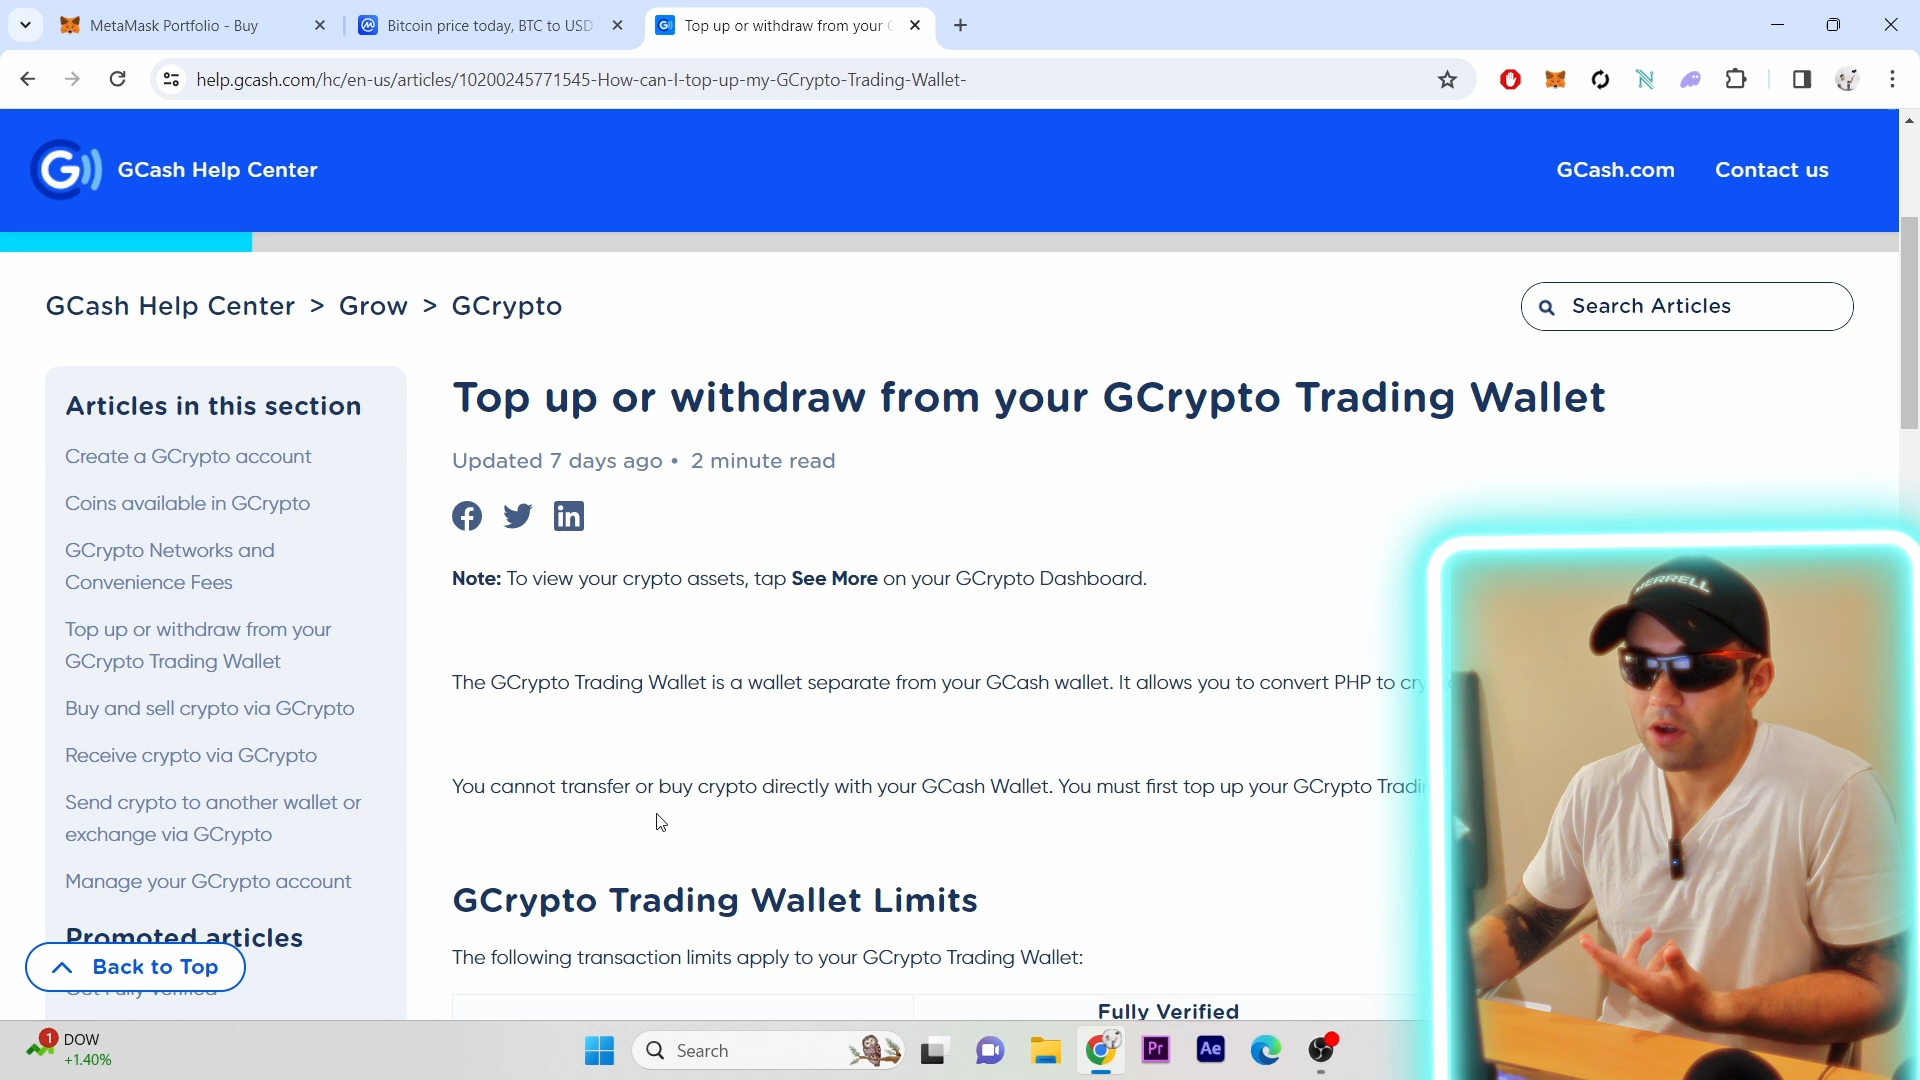 MetaMask Portfolio - Buy
Bitcoin price today, BTC to USD
Top up or withdraw from your
help.gcash.com/hc/en-us/articles/10200245771545-How-can-I-top-up-my-GCrypto-Trading-Wallet-
G GCash Help Center
GCash.com
Contact us
GCash Help Center > Grow > GCrypto
Search Articles
Articles in this section
Create a GCrypto account
Coins available in GCrypto
GCrypto Networks and
Convenience Fees
Top up or withdraw from your
GCrypto Trading Wallet
Buy and sell crypto via GCrypto
Receive crypto via GCrypto
Send crypto to another wallet or
exchange via GCrypto
Manage your GCrypto account
Promoted articles
Back to Top
Top up or withdraw from your GCrypto Trading Wallet
Updated 7 days ago • 2 minute read
Note: To view your crypto assets, tap See More on your GCrypto Dashboard.
The GCrypto Trading Wallet is a wallet separate from your GCash wallet. It allows you to convert PHP to
You cannot transfer or buy crypto directly with your GCash Wallet. You must first top up your GCrypto
GCrypto Trading Wallet Limits
The following transaction limits apply to your GCrypto Trading Wallet:
Fully Verified
MERRELL
1
DOW
+1.40%
Search
Pr
Ae